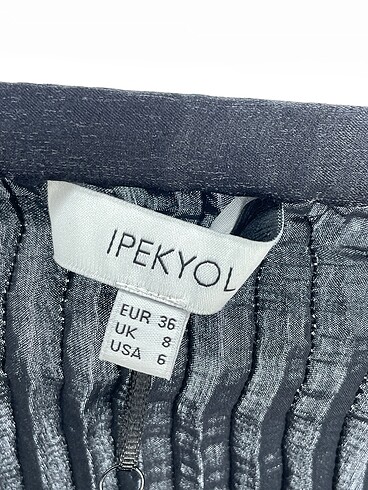 IPEKYOL
EUR 36
UK 8
USA 6